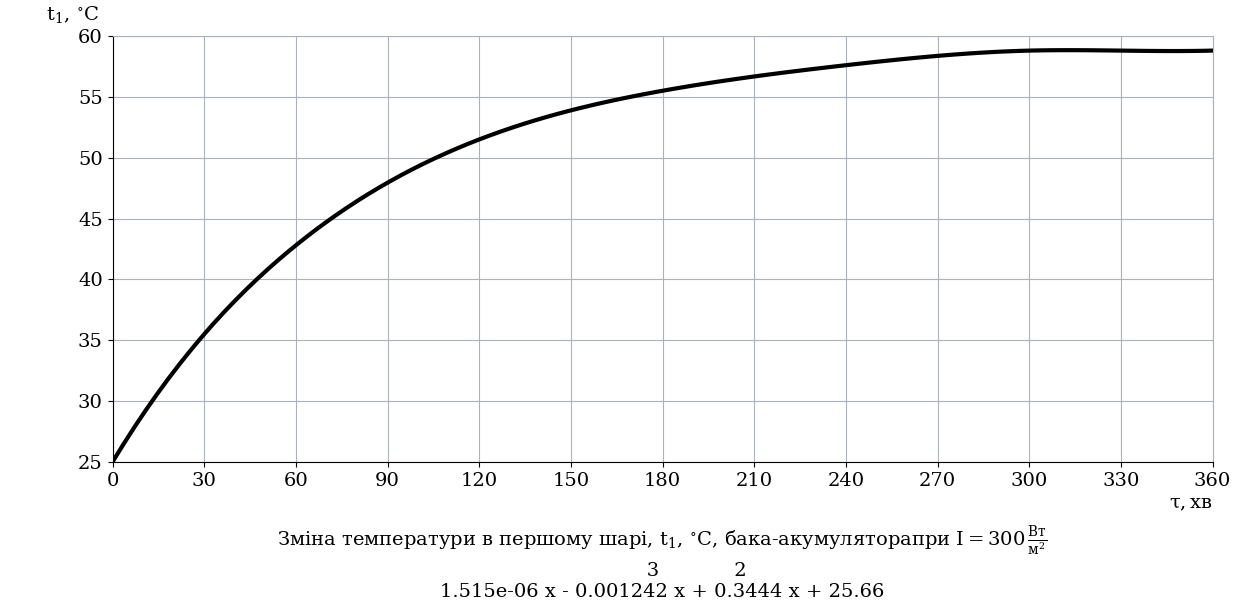 t₁, °C
60
55
50
45
40
35
30
25
0 30 60 90 120 150 180 210 240 270 300 330 360
τ, хв
Зміна температури в першому шарі, t₁, °C, бака-акумуляторапри I = 300 Вт/м²
3 2
1.515e-06 x - 0.001242 x + 0.3444 x + 25.66